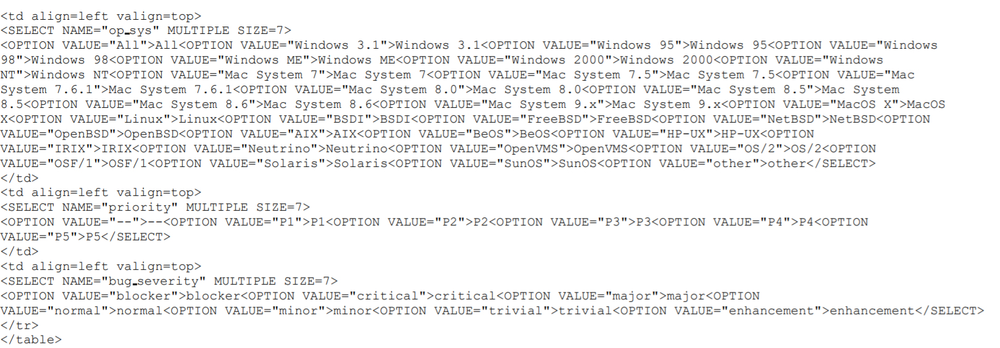 <td align=left valign=top>
<SELECT NAME="op_sys" MULTIPLE SIZE=7>
<OPTION VALUE="All">All<OPTION VALUE="Windows 3.1">Windows 3.1<OPTION VALUE="Windows 95">Windows 95<OPTION VALUE="Windows
98">Windows 98<OPTION VALUE="Windows ME">Windows ME<OPTION VALUE="Windows 2000">Windows 2000<OPTION VALUE="Windows
NT">Windows NT<OPTION VALUE="Mac System 7">Mac System 7<OPTION VALUE="Mac System 7.5">Mac System 7.5<OPTION VALUE="Mac
System 7.6.1">Mac System 7.6.1<OPTION VALUE="Mac System 8.0">Mac System 8.0<OPTION VALUE="Mac System 8.5">Mac System
8.5<OPTION VALUE="Mac System 8.6">Mac System 8.6<OPTION VALUE="Mac System 9.x">Mac System 9.x<OPTION VALUE="MacOS X">MacOS
X<OPTION VALUE="Linux">Linux<OPTION VALUE="BSDI">BSDI<OPTION VALUE="FreeBSD">FreeBSD<OPTION VALUE="NetBSD">NetBSD<OPTION
VALUE="OpenBSD">OpenBSD<OPTION VALUE="AIX">AIX<OPTION VALUE="BeOS">BeOS<OPTION VALUE="HP-UX">HP-UX<OPTION
VALUE="IRIX">IRIX<OPTION VALUE="Neutrino">Neutrino<OPTION VALUE="OpenVMS">OpenVMS<OPTION VALUE="OS/2">OS/2<OPTION
VALUE="OSF/1">OSF/1<OPTION VALUE="Solaris">Solaris<OPTION VALUE="SunOS">SunOS<OPTION VALUE="other">other</SELECT>
</td>
<td align=left valign=top>
<SELECT NAME="priority" MULTIPLE SIZE=7>
<OPTION VALUE="--">--<OPTION VALUE="P1">P1<OPTION VALUE="P2">P2<OPTION VALUE="P3">P3<OPTION VALUE="P4">P4<OPTION
VALUE="P5">P5</SELECT>
</td>
<td align=left valign=top>
<SELECT NAME="bug_severity" MULTIPLE SIZE=7>
<OPTION VALUE="blocker">blocker<OPTION VALUE="critical">critical<OPTION VALUE="major">major<OPTION
VALUE="normal">normal<OPTION VALUE="minor">minor<OPTION VALUE="trivial">trivial<OPTION VALUE="enhancement">enhancement</SELECT>
</tr>
</table>